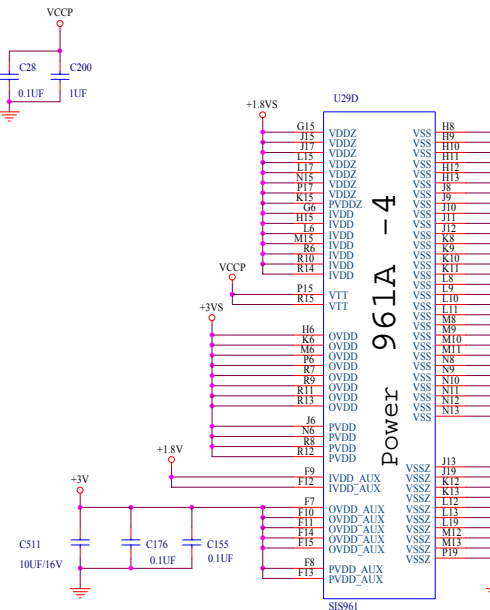 VCCP
C28
C200
0.1UF
1UF
U29D
+1.8VS
G15 VDDZ VSS H8
J15 VDDZ VSS H9
J17 VDDZ VSS H10
L15 VDDZ VSS H11
L17 VDDZ VSS H12
N15 VDDZ VSS H13
P17 VDDZ VSS J8
K15 PVDDZ VSS J9
G6 IVDD VSS J10
H15 IVDD VSS J11
L6 IVDD VSS J12
M15 IVDD VSS K8
R6 IVDD VSS K9
R10 IVDD VSS K10
R14 IVDD VSS K11
VSS L8
VCCP
P15 VTT VSS L9
R15 VTT VSS L10
VSS L11
+3VS
VSS M8
H6 OVDD VSS M9
K6 OVDD VSS M10
M6 OVDD VSS M11
P6 OVDD VSS N8
R7 OVDD VSS N9
R9 OVDD VSS N10
R11 OVDD VSS N11
R13 OVDD VSS N12
VSS N13
J6 PVDD
N6 PVDD
R8 PVDD
R12 PVDD
Power 961A -4
+1.8V
VSSZ J13
F9 IVDD_AUX VSSZ J19
F12 IVDD_AUX VSSZ K12
VSSZ K13
+3V
F7 OVDD_AUX VSSZ L12
F10 OVDD_AUX VSSZ L13
F11 OVDD_AUX VSSZ L19
F14 OVDD_AUX VSSZ M12
F15 OVDD_AUX VSSZ M13
VSSZ P19
F8 PVDD_AUX
F13 PVDD_AUX
C511
C176
C155
10UF/16V
0.1UF
0.1UF
SIS961